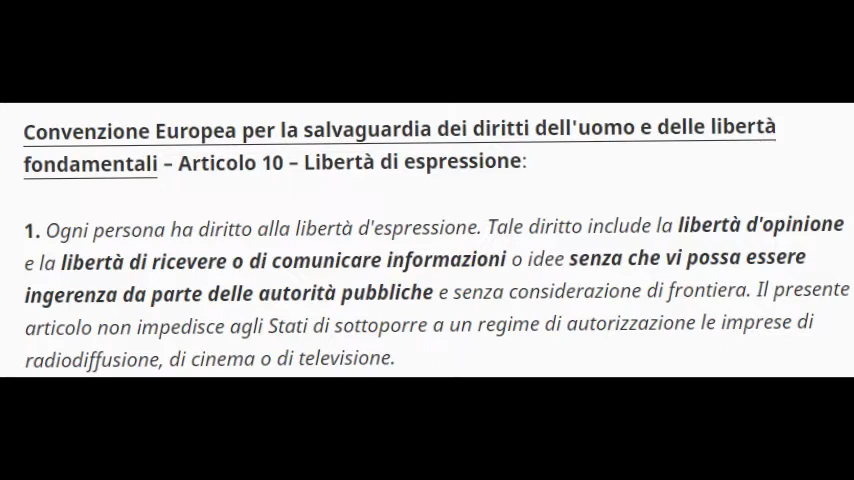 Convenzione Europea per la salvaguardia dei diritti dell'uomo e delle libertà
fondamentali – Articolo 10 – Libertà di espressione:
1. Ogni persona ha diritto alla libertà d'espressione. Tale diritto include la libertà d'opinione
e la libertà di ricevere o di comunicare informazioni o idee senza che vi possa essere
ingerenza da parte delle autorità pubbliche e senza considerazione di frontiera. Il presente
articolo non impedisce agli Stati di sottoporre a un regime di autorizzazione le imprese di
radiodiffusione, di cinema o di televisione.